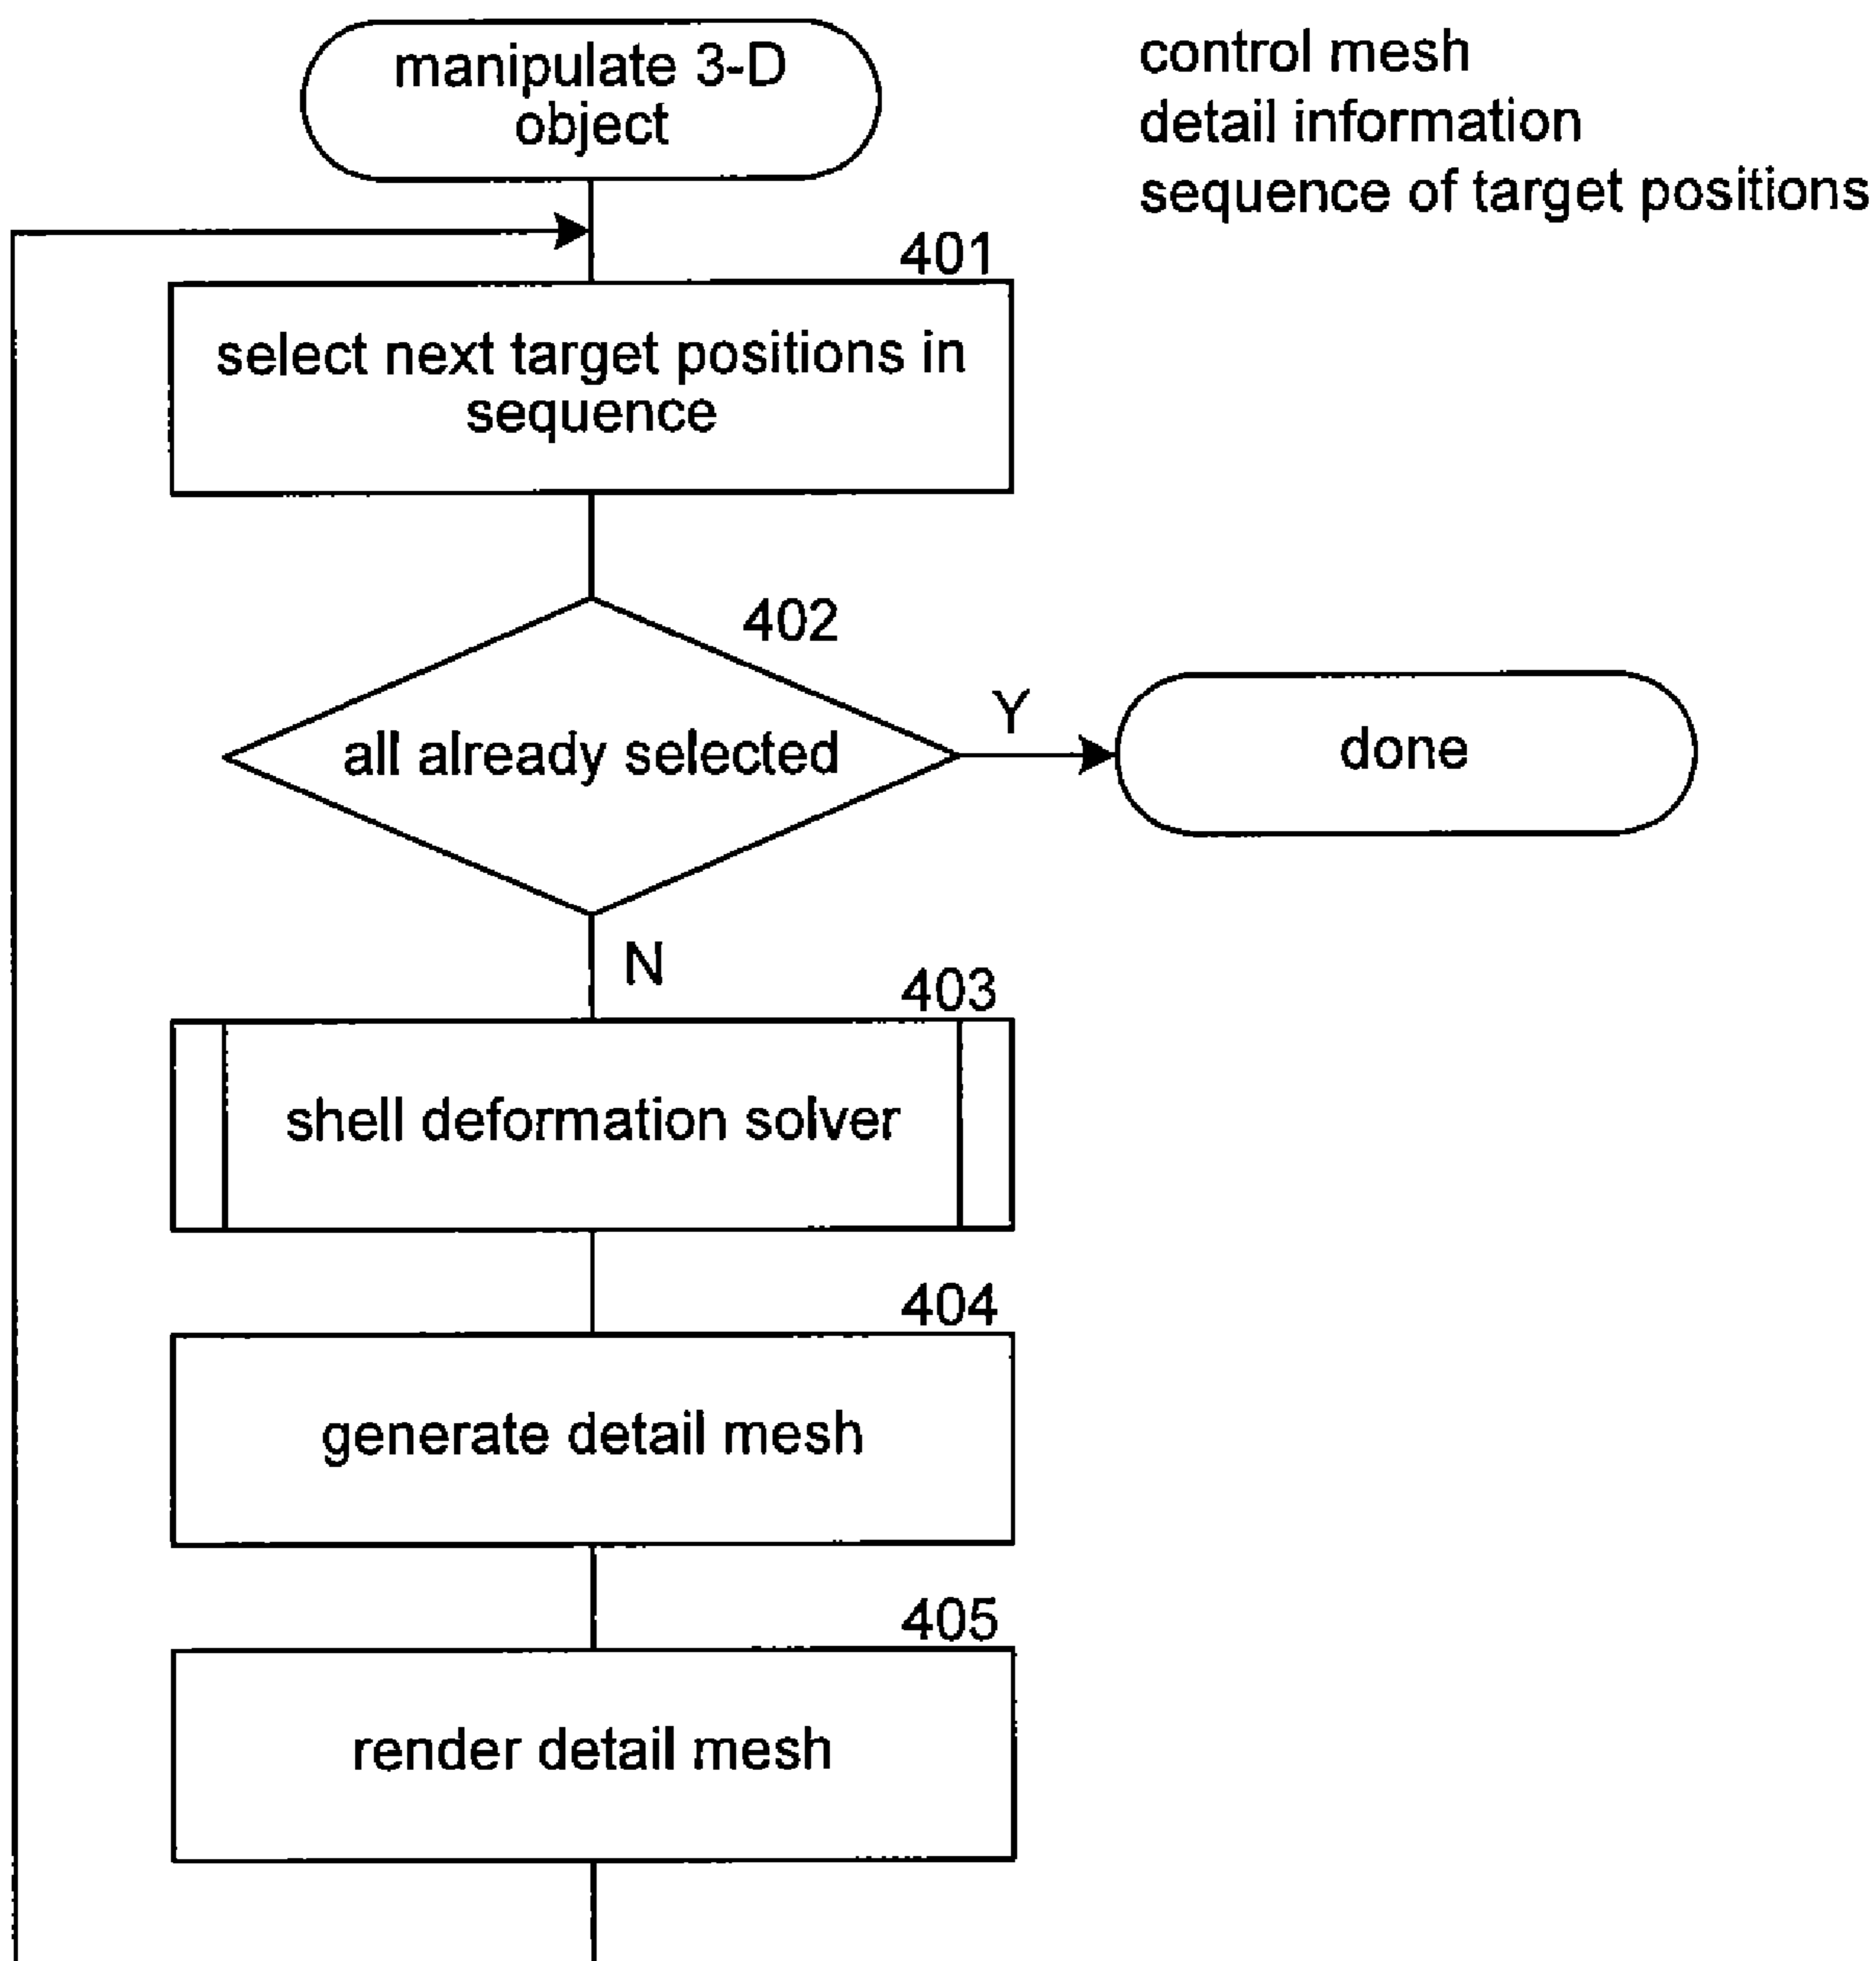 manipulate 3-D
object
control mesh
detail information
sequence of target positions
401
select next target positions in
sequence
402
all already selected
Y
done
N
403
shell deformation solver
404
generate detail mesh
405
render detail mesh